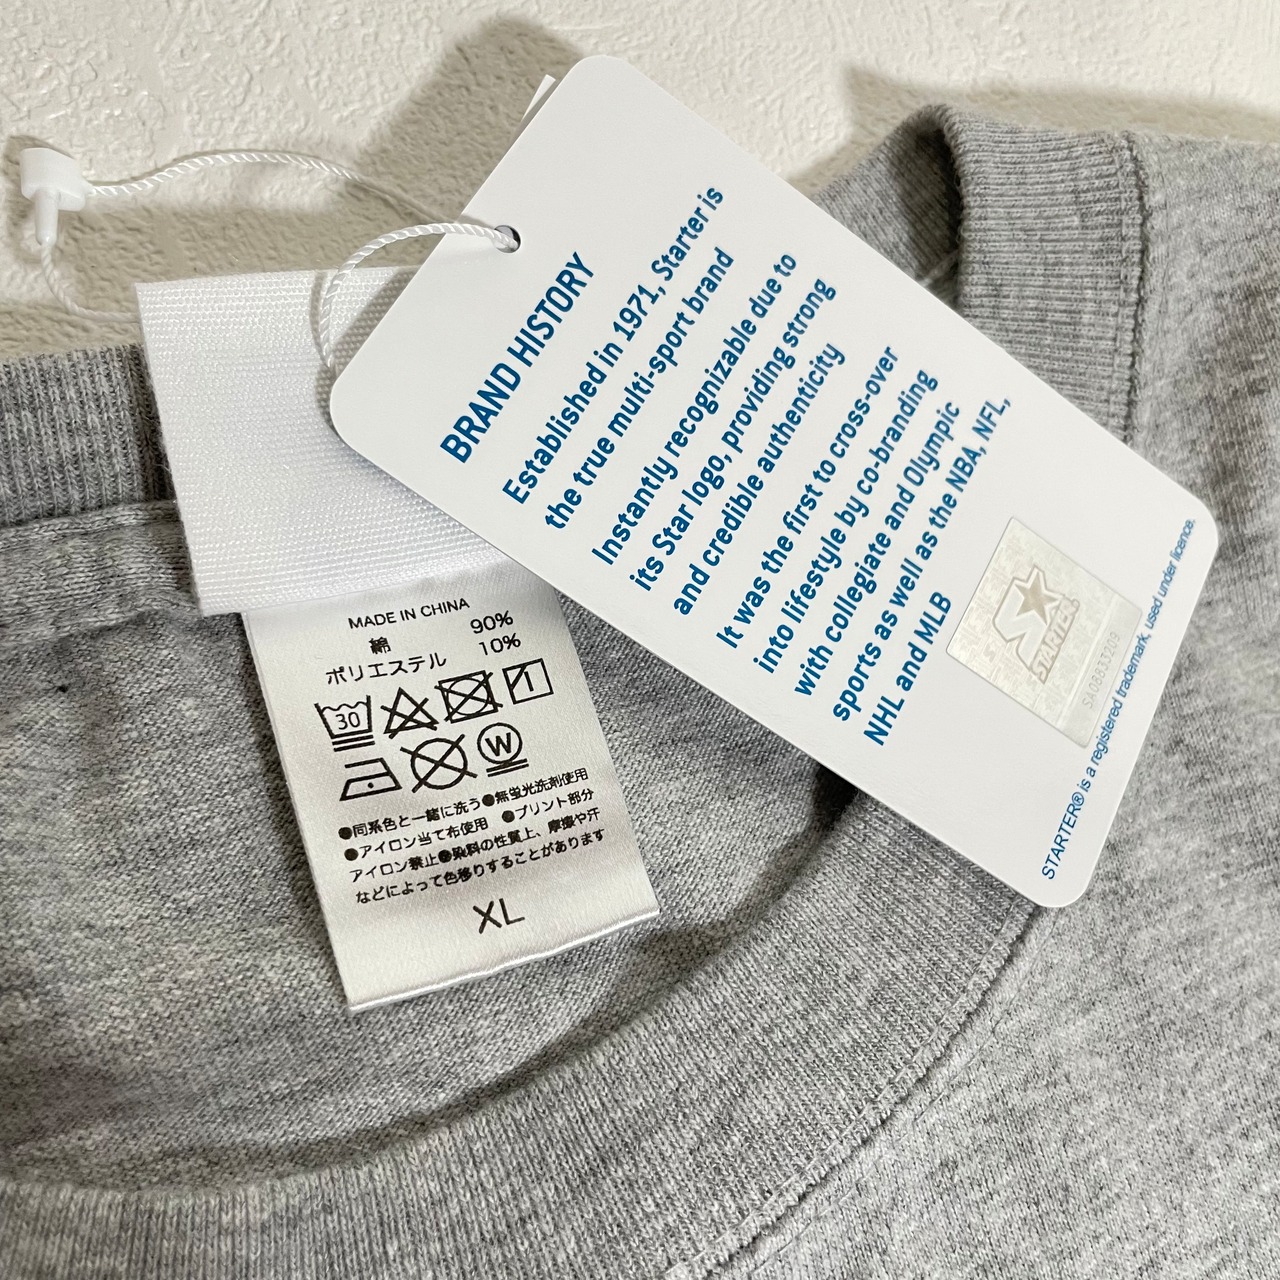 BRAND HISTORY
Established in 1971, Starter is
the true multi-sport brand
Instantly recognizable due to
its Star logo, providing strong
and credible authenticity
It was the first to cross-over
into lifestyle by co-branding
with collegiate and Olympic
sports as well as the NBA, NFL,
NHL and MLB
STARTER
SA08833209
STARTER® is a registered trademark, used under licence.
MADE IN CHINA
綿 90%
ポリエステル 10%
30
W
●同系色と一緒に洗う●無蛍光洗剤使用
●アイロン当て布使用 ●プリント部分
アイロン禁止●染料の性質上、摩擦や汗
などによって色移りすることがあります
XL